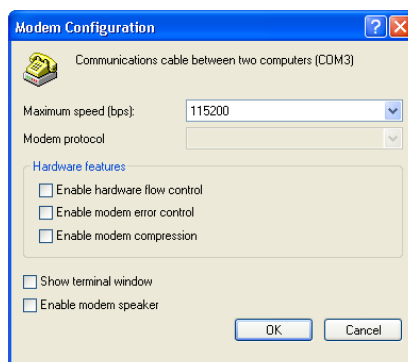 Modem Configuration
Communications cable between two computers (COM3)
Maximum speed (bps): 115200
Modem protocol
Hardware features
Enable hardware flow control
Enable modem error control
Enable modem compression
Show terminal window
Enable modem speaker
OK Cancel